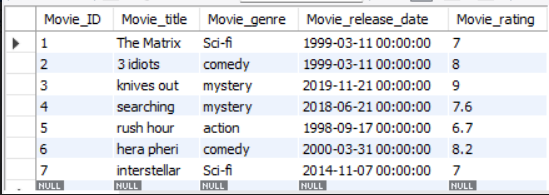 Movie_ID Movie_title Movie_genre Movie_release_date Movie_rating
1 The Matrix Sci-fi 1999-03-11 00:00:00 7
2 3 idiots comedy 1999-03-11 00:00:00 8
3 knives out mystery 2019-11-21 00:00:00 9
4 searching mystery 2018-06-21 00:00:00 7.6
5 rush hour action 1998-09-17 00:00:00 6.7
6 hera pheri comedy 2000-03-31 00:00:00 8.2
7 interstellar Sci-fi 2014-11-07 00:00:00 7
NULL NULL NULL NULL NULL